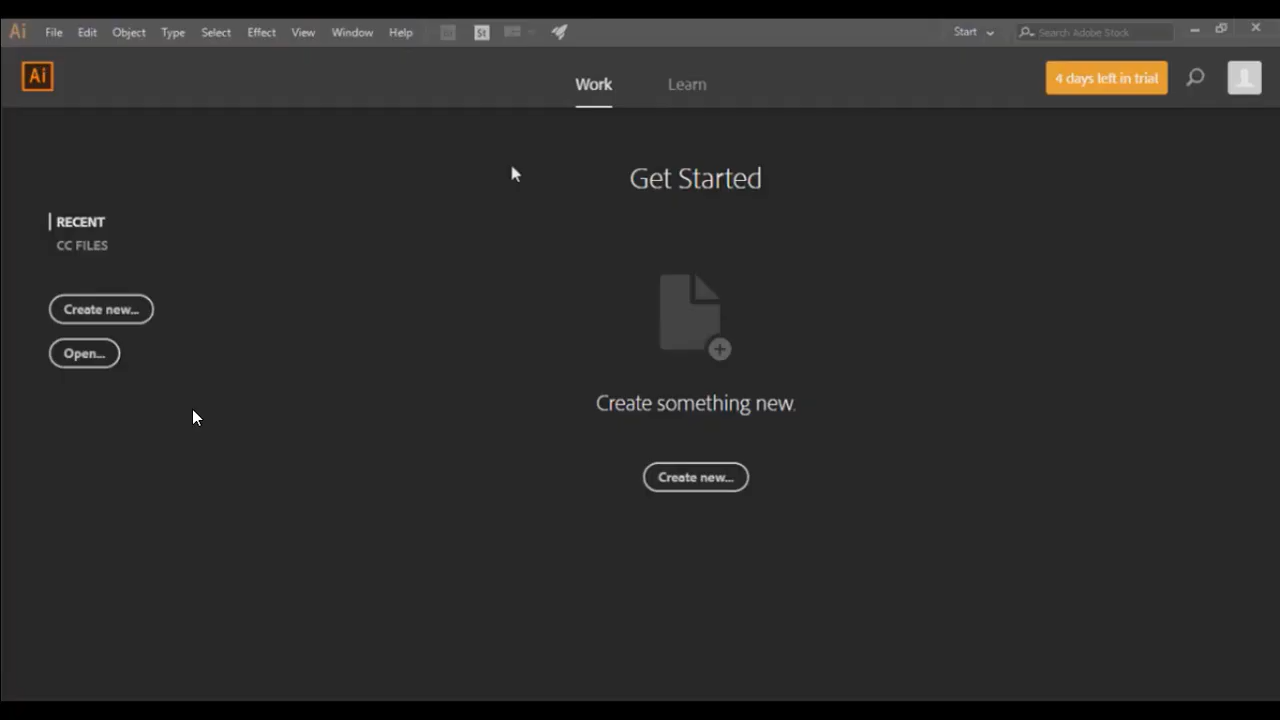 Ai File Edit Object Type Select Effect View Window Help St Start Search Adobe Stock
Ai Work Learn 4 days left in trial
Get Started
RECENT
CC FILES
Create new...
Open...
Create something new.
Create new...